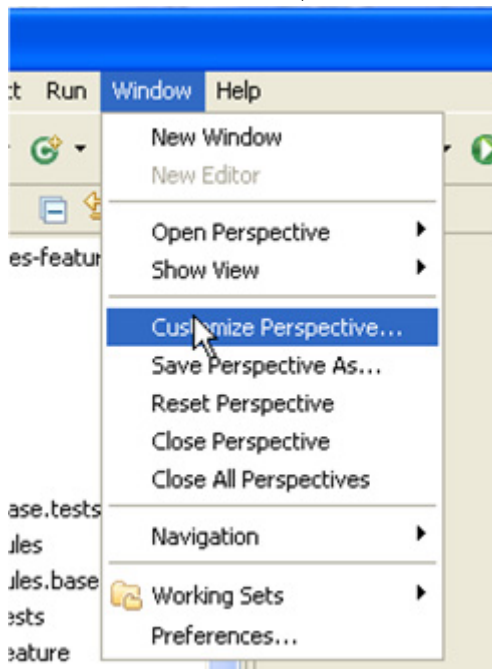 ct Run Window Help
New Window
New Editor
es-featur
Open Perspective
Show View
Customize Perspective...
Save Perspective As...
Reset Perspective
Close Perspective
Close All Perspectives
ase.tests
Navigation
ules
ules.base
Working Sets
ests
Preferences...
eature